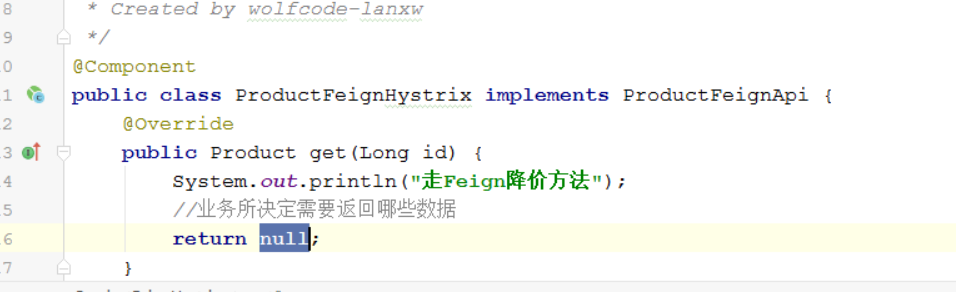 8 * Created by wolfcode-lanxw
9 */
0 @Component
1 public class ProductFeignHystrix implements ProductFeignApi {
2 @Override
3 public Product get(Long id) {
4 System.out.println("走Feign降价方法");
5 //业务所决定需要返回哪些数据
6 return null;
7 }